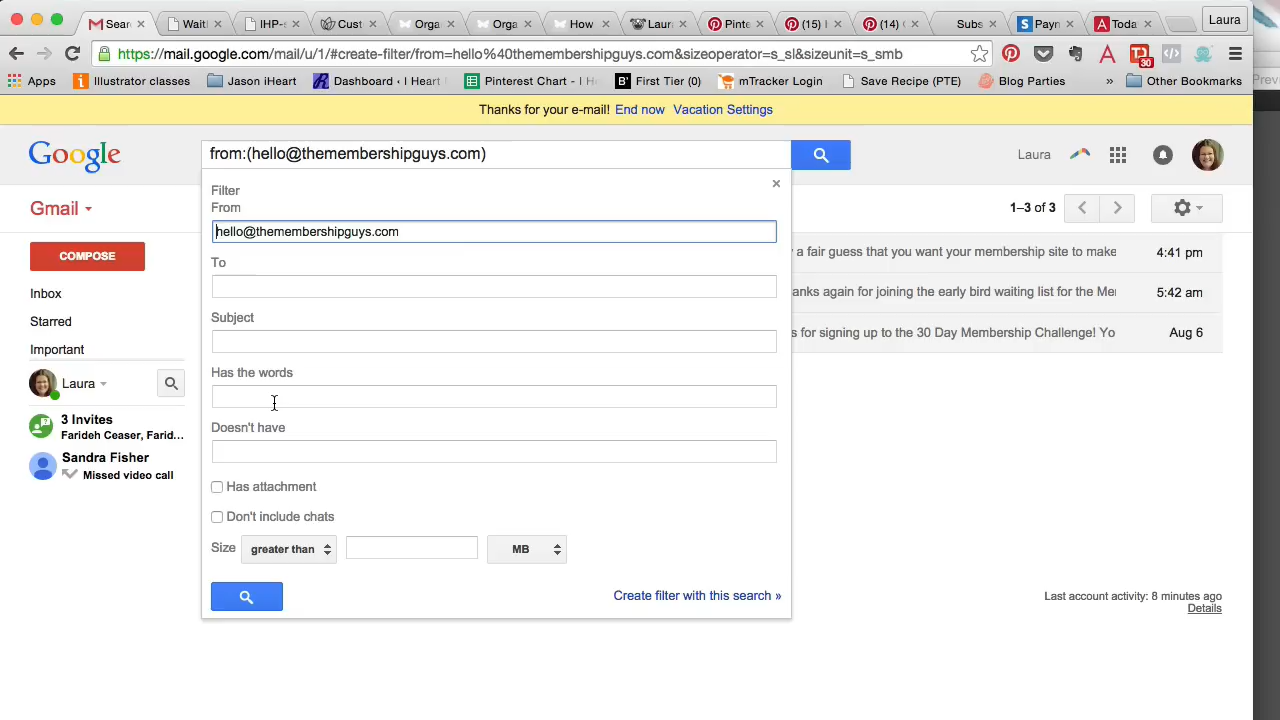 Sear
Waitl
IHP-s
Cust
Orga
Orga
How
Laura
Pinte
(15) |
(14)
Subs
Payn
Toda
Laura
https://mail.google.com/mail/u/1/#create-filter/from=hello%40themembershipguys.com&sizeoperator=s_sl&sizeunit=s_smb
30
Apps
Illustrator classes
Jason iHeart
Dashboard ‹ I Heart
Pintprest Chart - I He
First Tier (0)
mTracker Login
Save Recipe (PTE)
Blog Parties
»
Other Bookmarks
Prev
Thanks for your e-mail! End now Vacation Settings
Google
from:(hello@themembershipguys.com)
Laura
Filter
From
hello@themembershipguys.com
To
Subject
Has the words
Doesn't have
Has attachment
Don't include chats
Size greater than MB
Create filter with this search »
Gmail
1–3 of 3
COMPOSE
Inbox
Starred
Important
Laura
3 Invites
Farideh Ceaser, Farid...
Sandra Fisher
Missed video call
a fair guess that you want your membership site to make
4:41 pm
anks again for joining the early bird waiting list for the Me
5:42 am
s for signing up to the 30 Day Membership Challenge! Yo
Aug 6
Last account activity: 8 minutes ago
Details